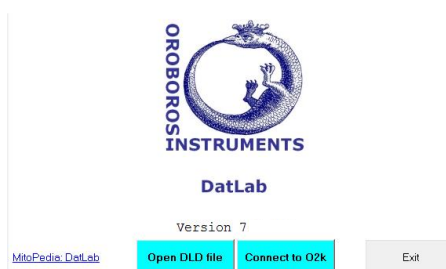 OROBOROS
INSTRUMENTS
DatLab
Version 7
MitoPedia: DatLab
Open DLD file
Connect to O2k
Exit